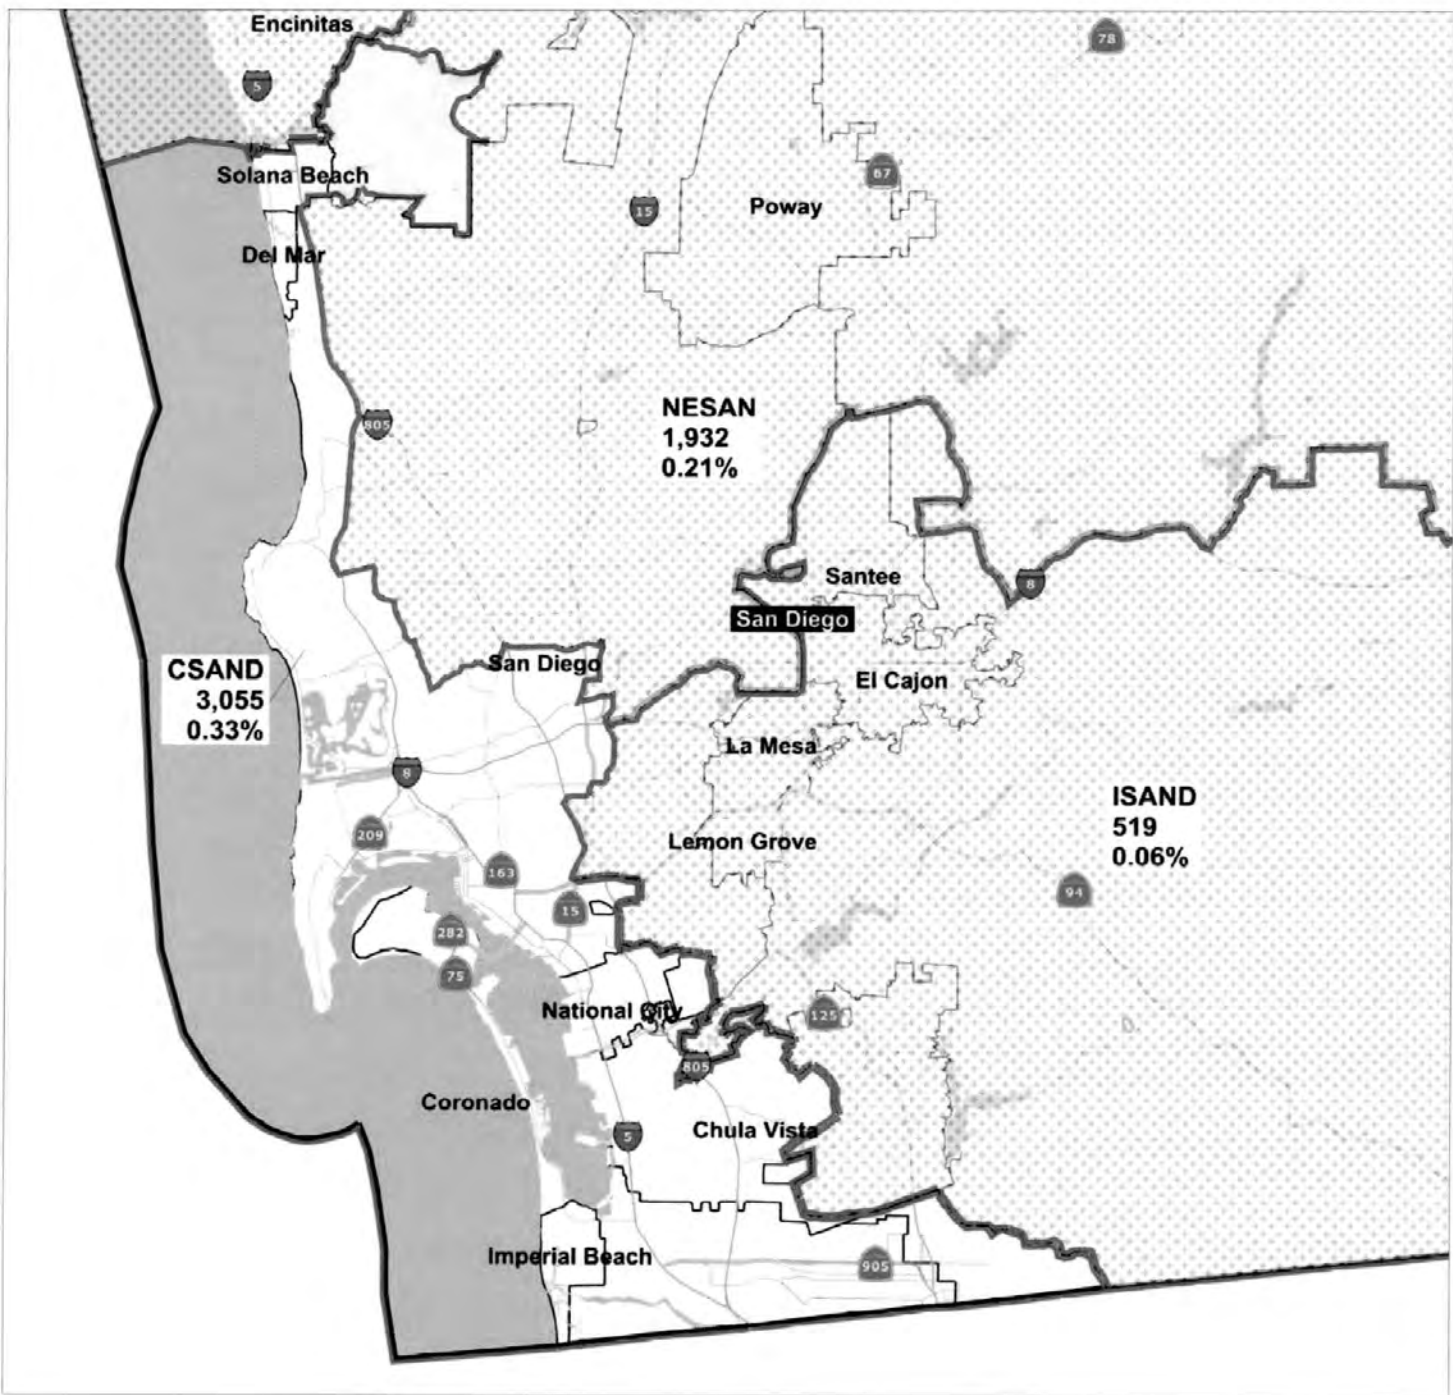 Encinitas
78
5
Solana Beach
67
15
Poway
Del Mar
NESAN
1,932
0.21%
805
Santee
8
San Diego
San Diego
CSAND
3,055
0.33%
El Cajon
La Mesa
8
ISAND
519
0.06%
209
Lemon Grove
163
94
15
282
75
National City
125
805
Coronado
5
Chula Vista
Imperial Beach
905